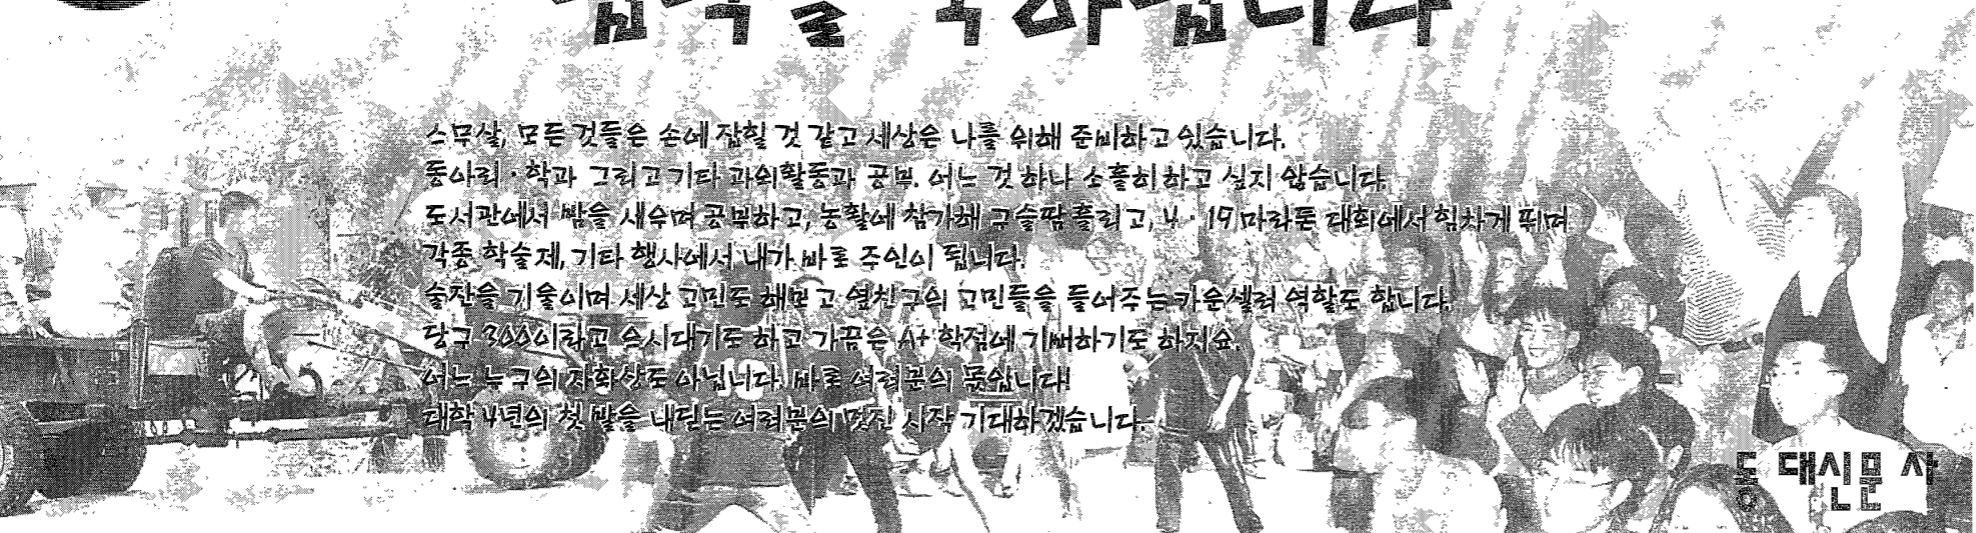 입학을 축하합니다
스무살, 모든 것들은 손에 잡힐 것 같고 세상은 나를 위해 준비하고 있습니다.
동아리·학과 그리고 기타 과외활동과 공부. 어느 것 하나 소홀히 하고 싶지 않습니다.
도서관에서 밤을 새우며 공부하고, 농활에 참가해 구슬땀 흘리고, 4·19 마라톤 대회에서 힘차게 뛰며
각종 학술제, 기타 행사에서 내가 바로 주인이 됩니다.
술잔을 기울이며 세상 고민도 해보고 옆친구의 고민들을 들어주는 카운셀러 역할도 합니다.
당구 300이라고 으시대기도 하고 가끔은 A+ 학점에 기뻐하기도 하지요.
어느 누구의 자화상도 아닙니다. 바로 여러분의 몫입니다!
대학 4년의 첫 발을 내딛는 여러분의 멋진 시작 기대하겠습니다.
동대신문사